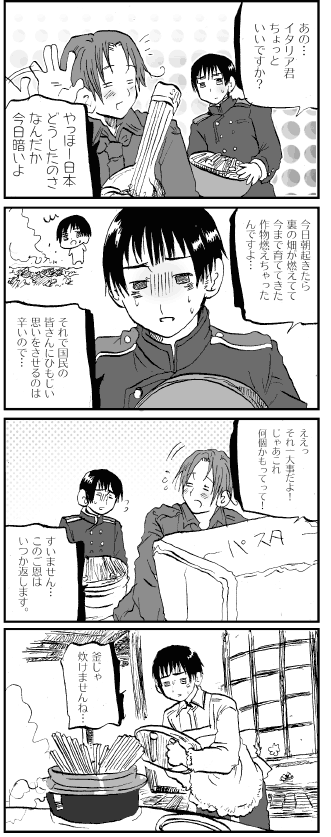 あの…
イタリア君
ちょっと
いいですか？
やっほー日本
どうしたのさ
なんだか
今日暗いよ
今日朝起きたら
裏の畑が燃えてて
今まで育ててきた
作物燃えちゃった
んですよ…
それで国民の
皆さんにひもじい
思いをさせるのは
辛いので…
ええっ
それ一大事だよ！
じゃあこれ
何個かもってって！
パスタ
すいません…
このご恩は
いつか返します。
釜じゃ
炊けませんね…